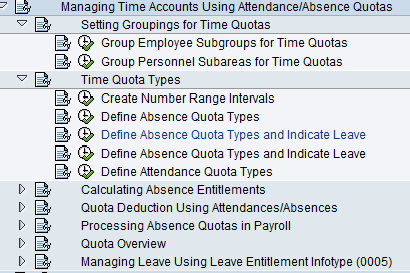 Managing Time Accounts Using Attendance/Absence Quotas
Setting Groupings for Time Quotas
Group Employee Subgroups for Time Quotas
Group Personnel Subareas for Time Quotas
Time Quota Types
Create Number Range Intervals
Define Absence Quota Types
Define Absence Quota Types and Indicate Leave
Define Absence Quota Types and Indicate Leave
Define Attendance Quota Types
Calculating Absence Entitlements
Quota Deduction Using Attendances/Absences
Processing Absence Quotas in Payroll
Quota Overview
Managing Leave Using Leave Entitlement Infotype (0005)